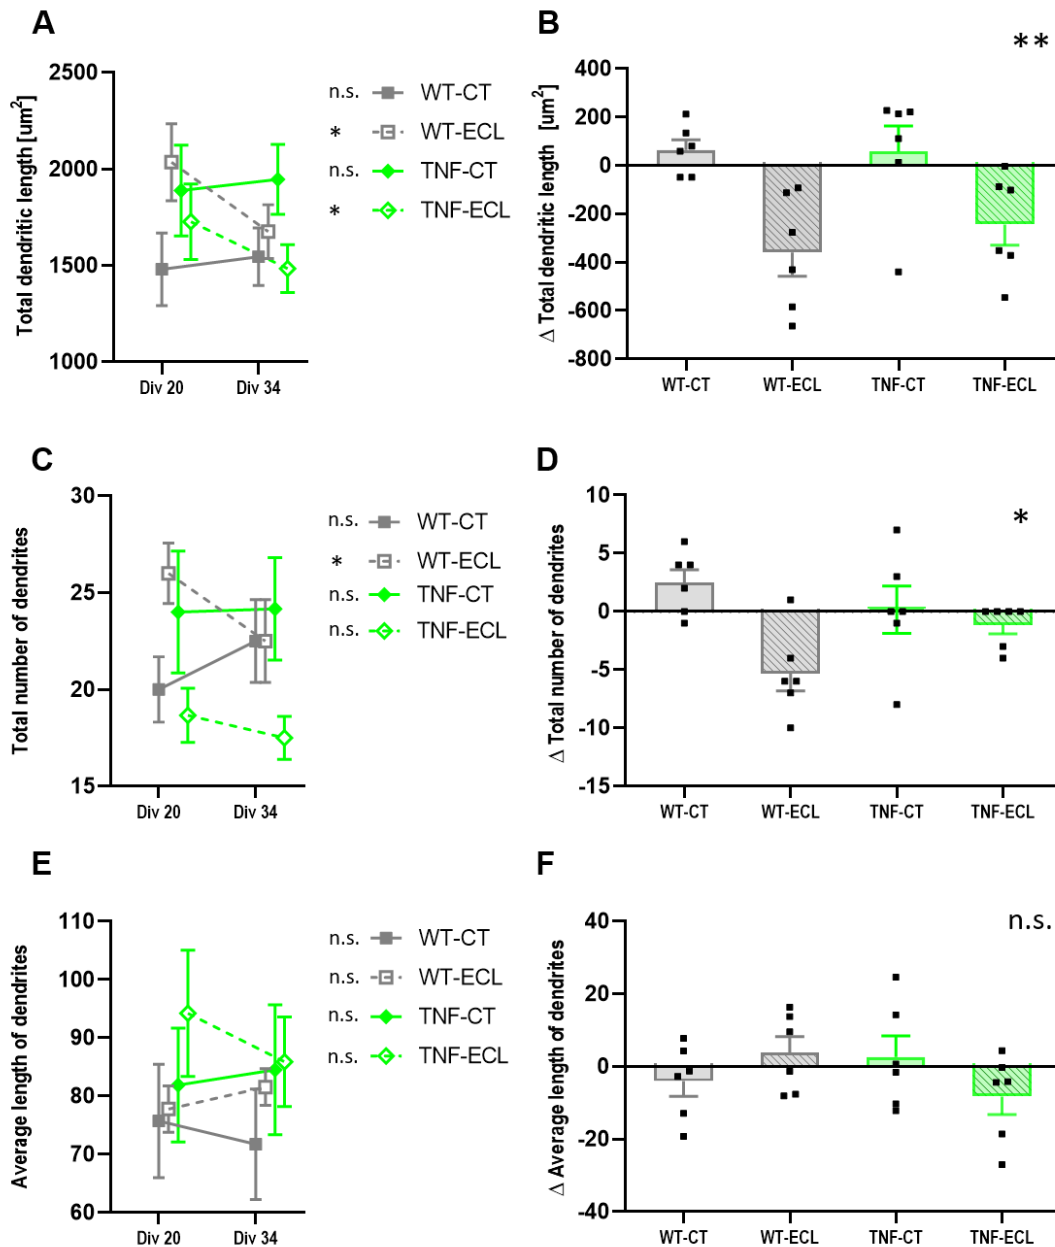 A
Total dendritic length [um²]
2500
2000
1500
1000
Div 20
Div 34
n.s. WT-CT
* WT-ECL
n.s. TNF-CT
* TNF-ECL
B
**
Δ Total dendritic length [um²]
400
200
0
-200
-400
-600
-800
WT-CT
WT-ECL
TNF-CT
TNF-ECL
C
Total number of dendrites
30
25
20
15
Div 20
Div 34
n.s. WT-CT
* WT-ECL
n.s. TNF-CT
n.s. TNF-ECL
D
*
Δ Total number of dendrites
10
5
0
-5
-10
-15
WT-CT
WT-ECL
TNF-CT
TNF-ECL
E
Average length of dendrites
110
100
90
80
70
60
Div 20
Div 34
n.s. WT-CT
n.s. WT-ECL
n.s. TNF-CT
n.s. TNF-ECL
F
n.s.
Δ Average length of dendrites
40
20
0
-20
-40
WT-CT
WT-ECL
TNF-CT
TNF-ECL